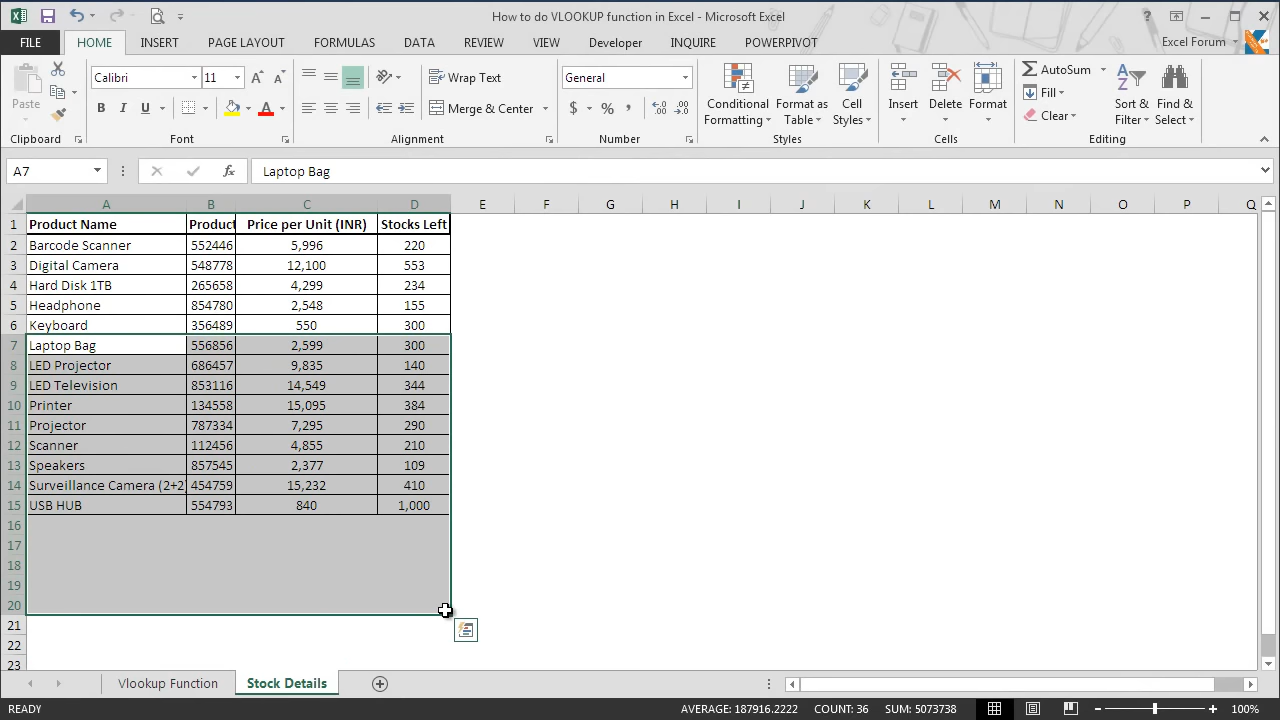 How to do VLOOKUP function in Excel - Microsoft Excel
FILE HOME INSERT PAGE LAYOUT FORMULAS DATA REVIEW VIEW Developer INQUIRE POWERPIVOT Excel Forum
Paste
Calibri 11
Wrap Text
Merge & Center
General
$ % ,
Conditional Formatting
Format as Table
Cell Styles
Insert Delete Format
AutoSum
Fill
Clear
Sort & Filter
Find & Select
Clipboard Font Alignment Number Styles Cells Editing
A7 fx Laptop Bag
A B C D E F G H I J K L M N O P Q
1 Product Name Product Price per Unit (INR) Stocks Left
2 Barcode Scanner 552446 5,996 220
3 Digital Camera 548778 12,100 553
4 Hard Disk 1TB 265658 4,299 234
5 Headphone 854780 2,548 155
6 Keyboard 356489 550 300
7 Laptop Bag 556856 2,599 300
8 LED Projector 686457 9,835 140
9 LED Television 853116 14,549 344
10 Printer 134558 15,095 384
11 Projector 787334 7,295 290
12 Scanner 112456 4,855 210
13 Speakers 857545 2,377 109
14 Surveillance Camera (2+2) 454759 15,232 410
15 USB HUB 554793 840 1,000
16
17
18
19
20
21
22
23
Vlookup Function Stock Details
READY AVERAGE: 187916.2222 COUNT: 36 SUM: 5073738 100%